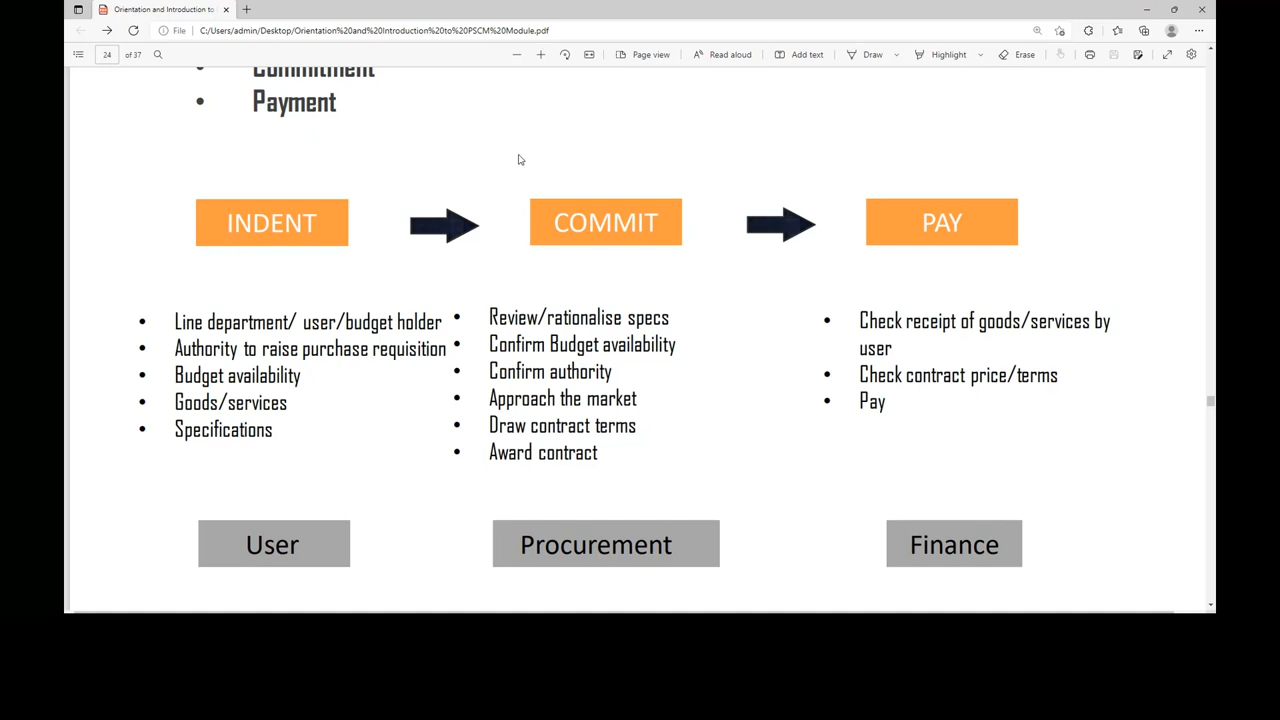 Orientation and Introduction to
File
C:/Users/admin/Desktop/Orientation%20and%20Introduction%20to%20PSCM%20Module.pdf
24 of 37
Page view
Read aloud
Add text
Draw
Highlight
Erase
• Commitment
• Payment
INDENT
COMMIT
PAY
• Line department/ user/budget holder
• Authority to raise purchase requisition
• Budget availability
• Goods/services
• Specifications
• Review/rationalise specs
• Confirm Budget availability
• Confirm authority
• Approach the market
• Draw contract terms
• Award contract
• Check receipt of goods/services by
user
• Check contract price/terms
• Pay
User
Procurement
Finance